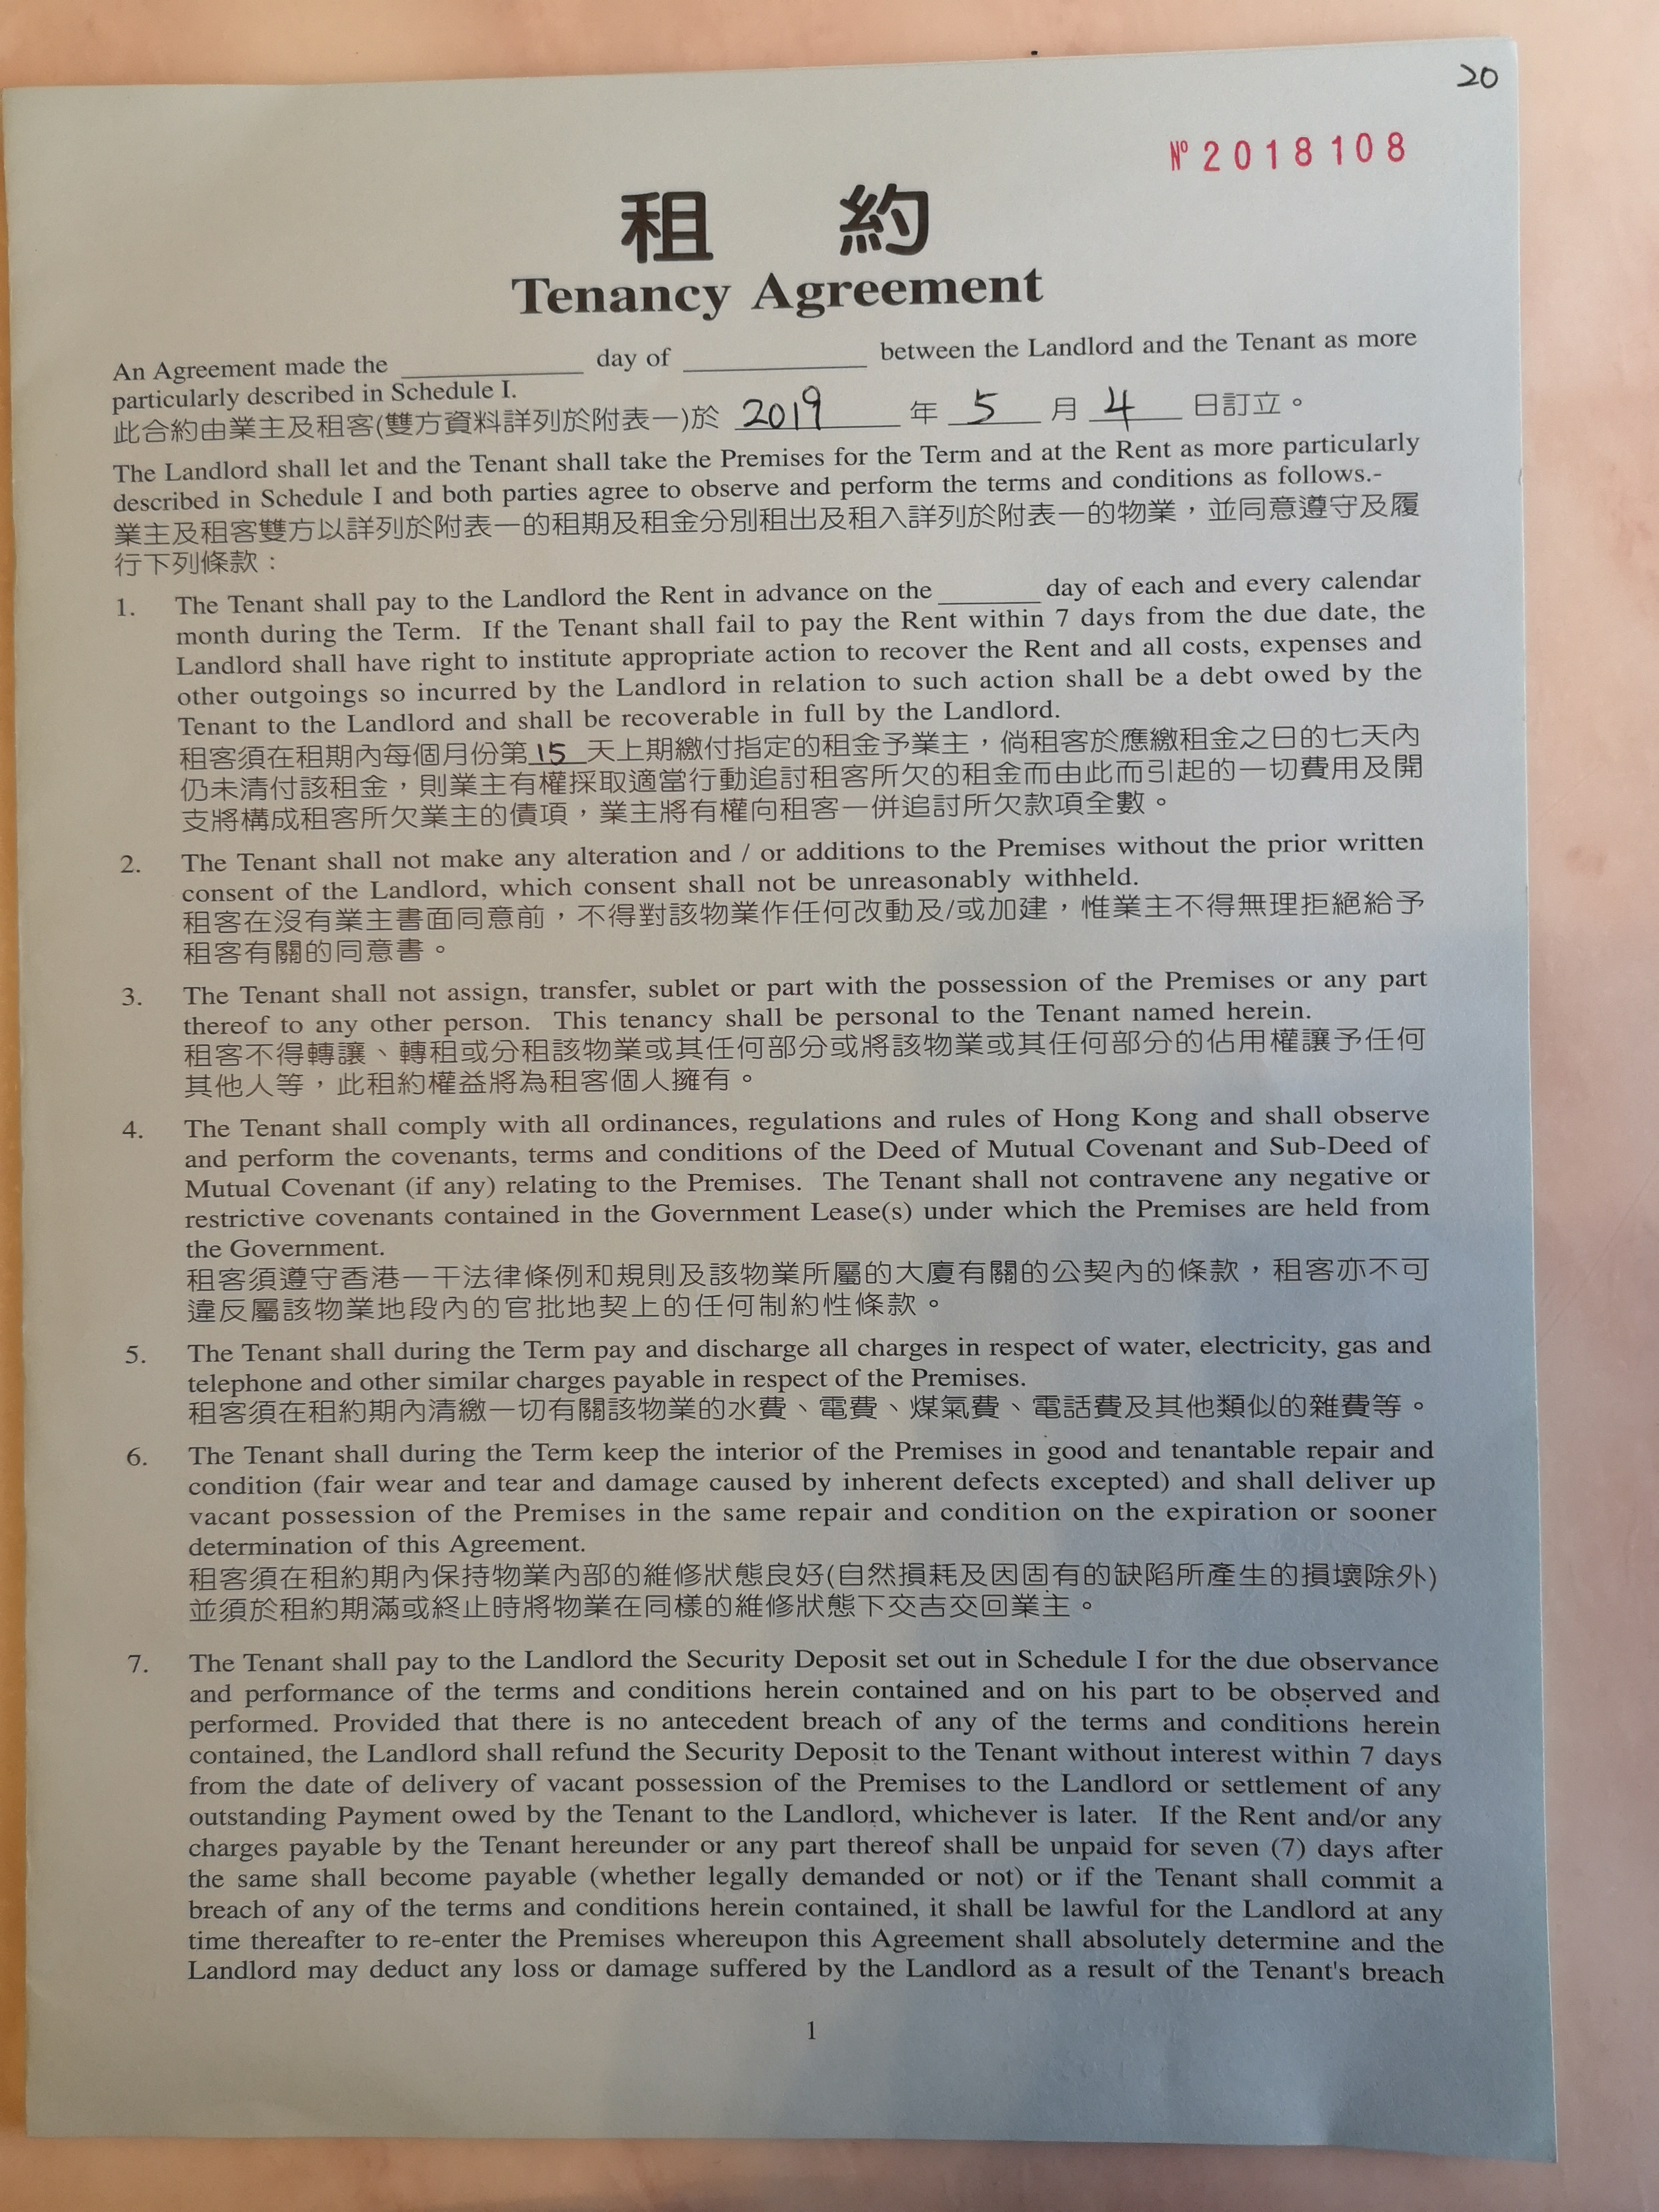 20
Nº 2018108
租 約
Tenancy Agreement
An Agreement made the ____________ day of ____________ between the Landlord and the Tenant as more
particularly described in Schedule I.
此合約由業主及租客(雙方資料詳列於附表一)於 2019 年 5 月 4 日訂立。
The Landlord shall let and the Tenant shall take the Premises for the Term and at the Rent as more particularly
described in Schedule I and both parties agree to observe and perform the terms and conditions as follows.-
業主及租客雙方以詳列於附表一的租期及租金分別租出及租入詳列於附表一的物業，並同意遵守及履
行下列條款：
1. The Tenant shall pay to the Landlord the Rent in advance on the _______ day of each and every calendar
month during the Term. If the Tenant shall fail to pay the Rent within 7 days from the due date, the
Landlord shall have right to institute appropriate action to recover the Rent and all costs, expenses and
other outgoings so incurred by the Landlord in relation to such action shall be a debt owed by the
Tenant to the Landlord and shall be recoverable in full by the Landlord.
租客須在租期內每個月份第 15 天上期繳付指定的租金予業主，倘租客於應繳租金之日的七天內
仍未清付該租金，則業主有權採取適當行動追討租客所欠的租金而由此而引起的一切費用及開
支將構成租客所欠業主的債項，業主將有權向租客一併追討所欠款項全數。
2. The Tenant shall not make any alteration and / or additions to the Premises without the prior written
consent of the Landlord, which consent shall not be unreasonably withheld.
租客在沒有業主書面同意前，不得對該物業作任何改動及/或加建，惟業主不得無理拒絕給予
租客有關的同意書。
3. The Tenant shall not assign, transfer, sublet or part with the possession of the Premises or any part
thereof to any other person. This tenancy shall be personal to the Tenant named herein.
租客不得轉讓、轉租或分租該物業或其任何部分或將該物業或其任何部分的佔用權讓予任何
其他人等，此租約權益將為租客個人擁有。
4. The Tenant shall comply with all ordinances, regulations and rules of Hong Kong and shall observe
and perform the covenants, terms and conditions of the Deed of Mutual Covenant and Sub-Deed of
Mutual Covenant (if any) relating to the Premises. The Tenant shall not contravene any negative or
restrictive covenants contained in the Government Lease(s) under which the Premises are held from
the Government.
租客須遵守香港一干法律條例和規則及該物業所屬的大廈有關的公契內的條款，租客亦不可
違反屬該物業地段內的官批地契上的任何制約性條款。
5. The Tenant shall during the Term pay and discharge all charges in respect of water, electricity, gas and
telephone and other similar charges payable in respect of the Premises.
租客須在租約期內清繳一切有關該物業的水費、電費、煤氣費、電話費及其他類似的雜費等。
6. The Tenant shall during the Term keep the interior of the Premises in good and tenantable repair and
condition (fair wear and tear and damage caused by inherent defects excepted) and shall deliver up
vacant possession of the Premises in the same repair and condition on the expiration or sooner
determination of this Agreement.
租客須在租約期內保持物業內部的維修狀態良好(自然損耗及因固有的缺陷所產生的損壞除外)
並須於租約期滿或終止時將物業在同樣的維修狀態下交吉交回業主。
7. The Tenant shall pay to the Landlord the Security Deposit set out in Schedule I for the due observance
and performance of the terms and conditions herein contained and on his part to be observed and
performed. Provided that there is no antecedent breach of any of the terms and conditions herein
contained, the Landlord shall refund the Security Deposit to the Tenant without interest within 7 days
from the date of delivery of vacant possession of the Premises to the Landlord or settlement of any
outstanding Payment owed by the Tenant to the Landlord, whichever is later. If the Rent and/or any
charges payable by the Tenant hereunder or any part thereof shall be unpaid for seven (7) days after
the same shall become payable (whether legally demanded or not) or if the Tenant shall commit a
breach of any of the terms and conditions herein contained, it shall be lawful for the Landlord at any
time thereafter to re-enter the Premises whereupon this Agreement shall absolutely determine and the
Landlord may deduct any loss or damage suffered by the Landlord as a result of the Tenant's breach
1